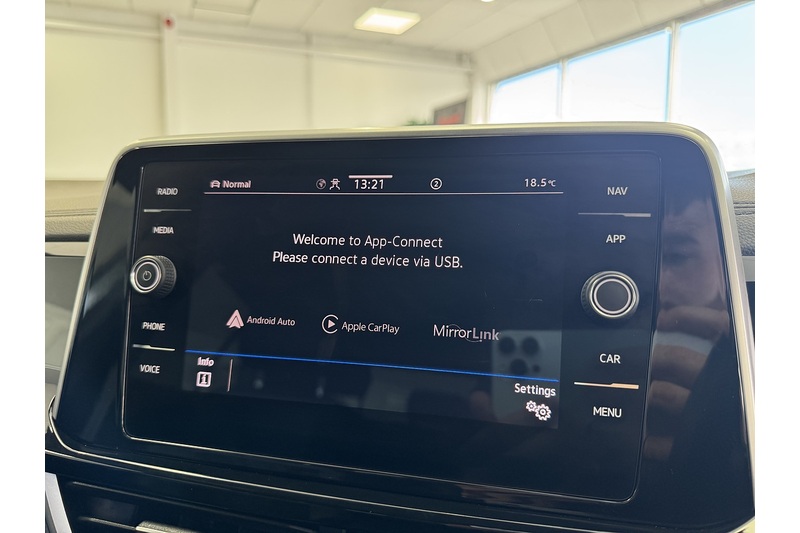 RADIO
Normal
13:21
2
18.5°C
NAV
MEDIA
Welcome to App-Connect
Please connect a device via USB.
APP
Android Auto
Apple CarPlay
MirrorLink
PHONE
VOICE
Info
Settings
CAR
MENU